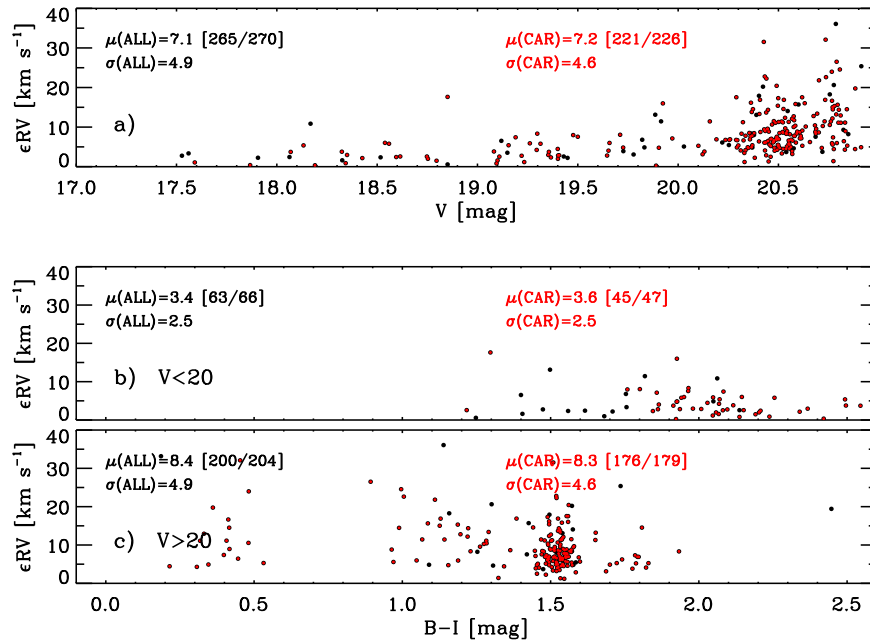 40
μ(ALL)=7.1 [265/270] μ(CAR)=7.2 [221/226]
30
σ(ALL)=4.9 σ(CAR)=4.6
20
10
a)
0
εRV [km s⁻¹]
17.0 17.5 18.0 18.5 19.0 19.5 20.0 20.5
V [mag]
40
μ(ALL)=3.4 [63/66] μ(CAR)=3.6 [45/47]
30
σ(ALL)=2.5 σ(CAR)=2.5
20
10
b) V<20
0
εRV [km s⁻¹]
40
μ(ALL)=8.4 [200/204] μ(CAR)=8.3 [176/179]
30
σ(ALL)=4.9 σ(CAR)=4.6
20
10
c) V>20
0
εRV [km s⁻¹]
0.0 0.5 1.0 1.5 2.0 2.5
B-I [mag]